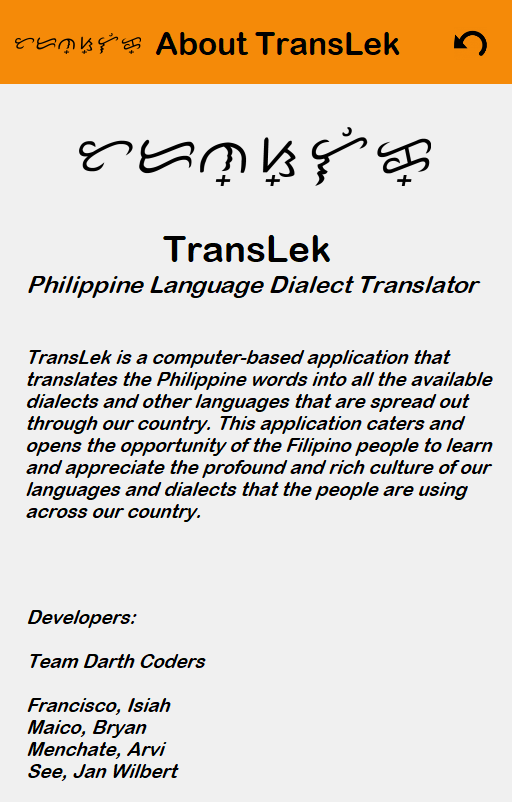 ᜆᜇᜈ᜔ᜐ᜔ᜎᜒᜃ᜔ About TransLek
ᜆᜇᜈ᜔ᜐ᜔ᜎᜒᜃ᜔
TransLek
Philippine Language Dialect Translator
TransLek is a computer-based application that
translates the Philippine words into all the available
dialects and other languages that are spread out
through our country. This application caters and
opens the opportunity of the Filipino people to learn
and appreciate the profound and rich culture of our
languages and dialects that the people are using
across our country.
Developers:
Team Darth Coders
Francisco, Isiah
Maico, Bryan
Menchate, Arvi
See, Jan Wilbert